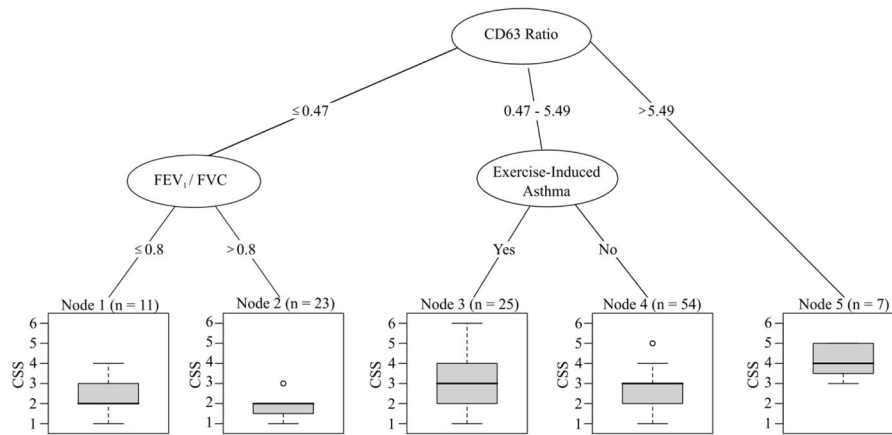 CD63 Ratio
≤0.47
0.47 - 5.49
>5.49
FEV1 / FVC
Exercise-Induced
Asthma
≤0.8
>0.8
Yes
No
Node 1 (n = 11)
Node 2 (n = 23)
Node 3 (n = 25)
Node 4 (n = 54)
Node 5 (n = 7)
CSS
6
5
4
3
2
1
CSS
6
5
4
3
2
1
CSS
6
5
4
3
2
1
CSS
6
5
4
3
2
1
CSS
6
5
4
3
2
1